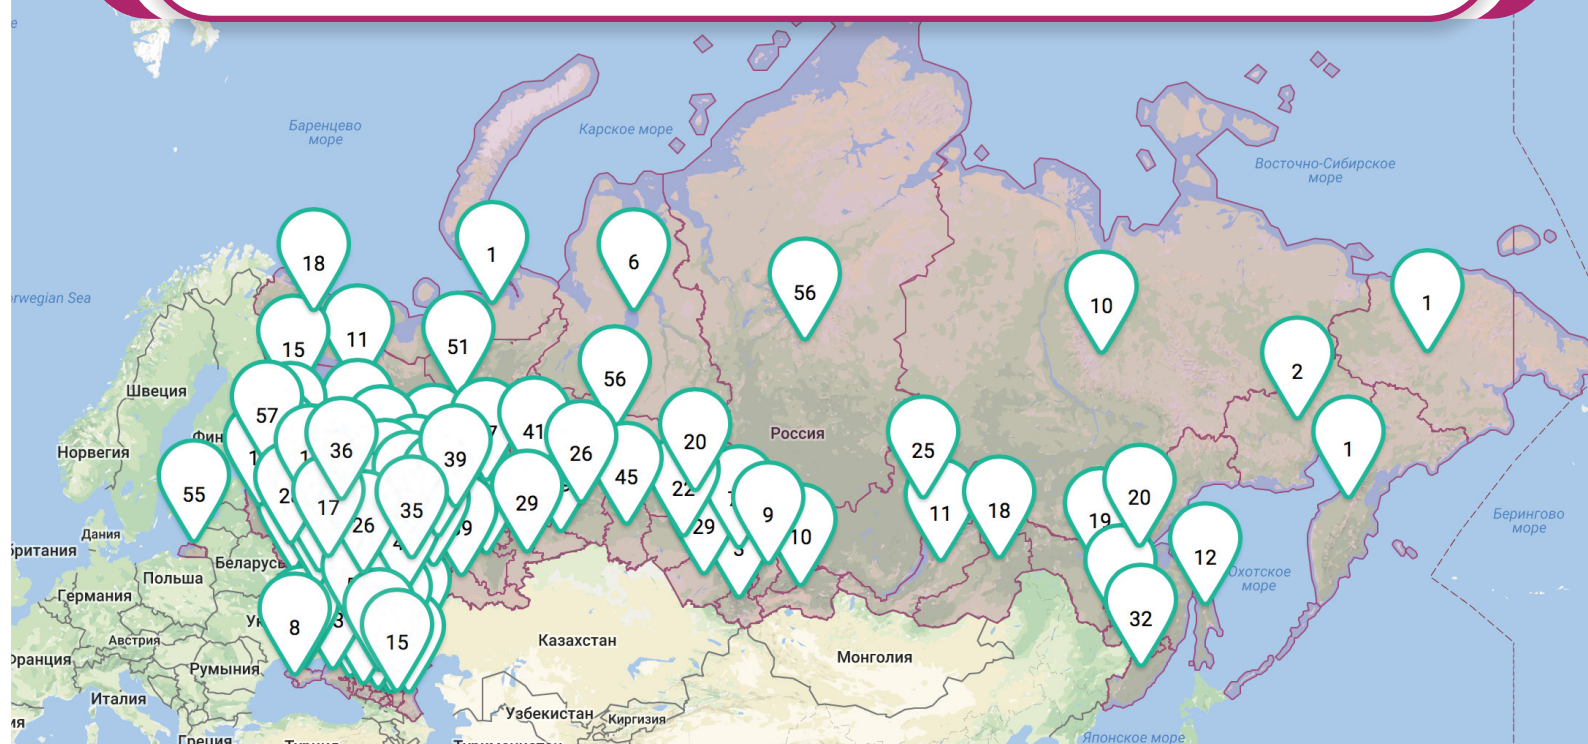 Баренцево
море
Карское море
Восточно-Сибирское
море
18
1
6
56
10
1
rwegian Sea
15
11
51
56
2
Швеция
57
41
Россия
Норвегия
36
39
26
20
25
1
55
17
35
29
45
22
9
11
18
19
20
26
29
10
Дания
Беларусь
Польша
12
Охотское
море
Берингово
море
Германия
8
15
32
Австрия
Казахстан
Монголия
Румыния
Италия
Узбекистан
Киргизия
Японское море